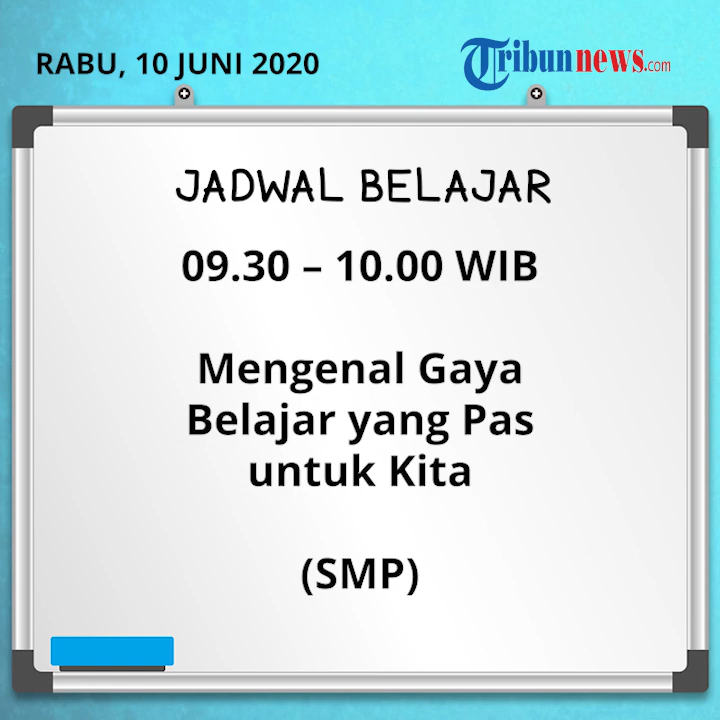 RABU, 10 JUNI 2020
Tribunnews.com
JADWAL BELAJAR
09.30 – 10.00 WIB
Mengenal Gaya
Belajar yang Pas
untuk Kita
(SMP)